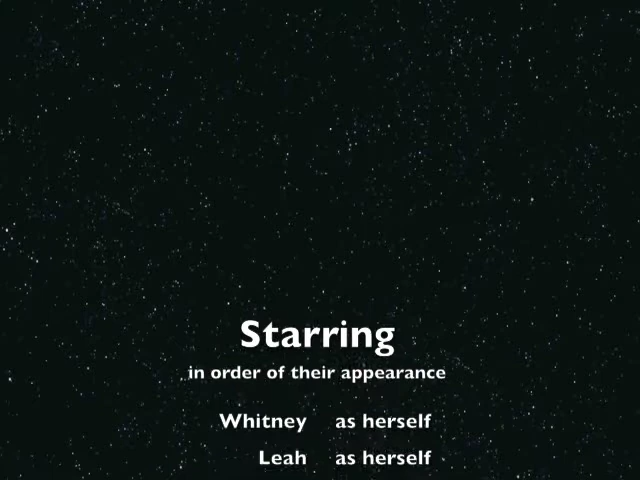 Starring
in order of their appearance
Whitney as herself
Leah as herself